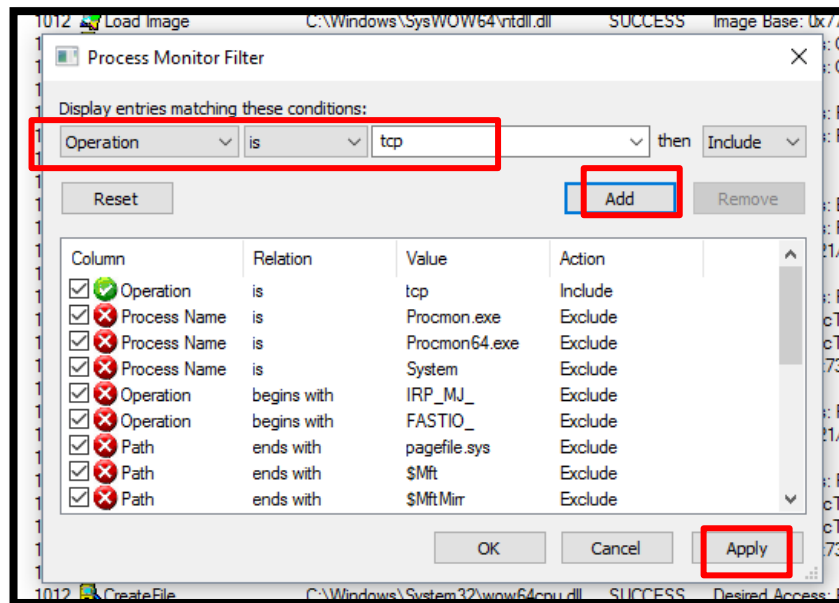 1012 Load Image C:\Windows\SysWOW64\ntdll.dll SUCCESS Image Base: 0x7
Process Monitor Filter
Display entries matching these conditions:
Operation is tcp then Include
Reset Add Remove
Column Relation Value Action
Operation is tcp Include
Process Name is Procmon.exe Exclude
Process Name is Procmon64.exe Exclude
Process Name is System Exclude
Operation begins with IRP_MJ_ Exclude
Operation begins with FASTIO_ Exclude
Path ends with pagefile.sys Exclude
Path ends with $Mft Exclude
Path ends with $MftMirr Exclude
OK Cancel Apply
1012 CreateFile C:\Windows\System32\wow64cpu.dll SUCCESS Desired Access: